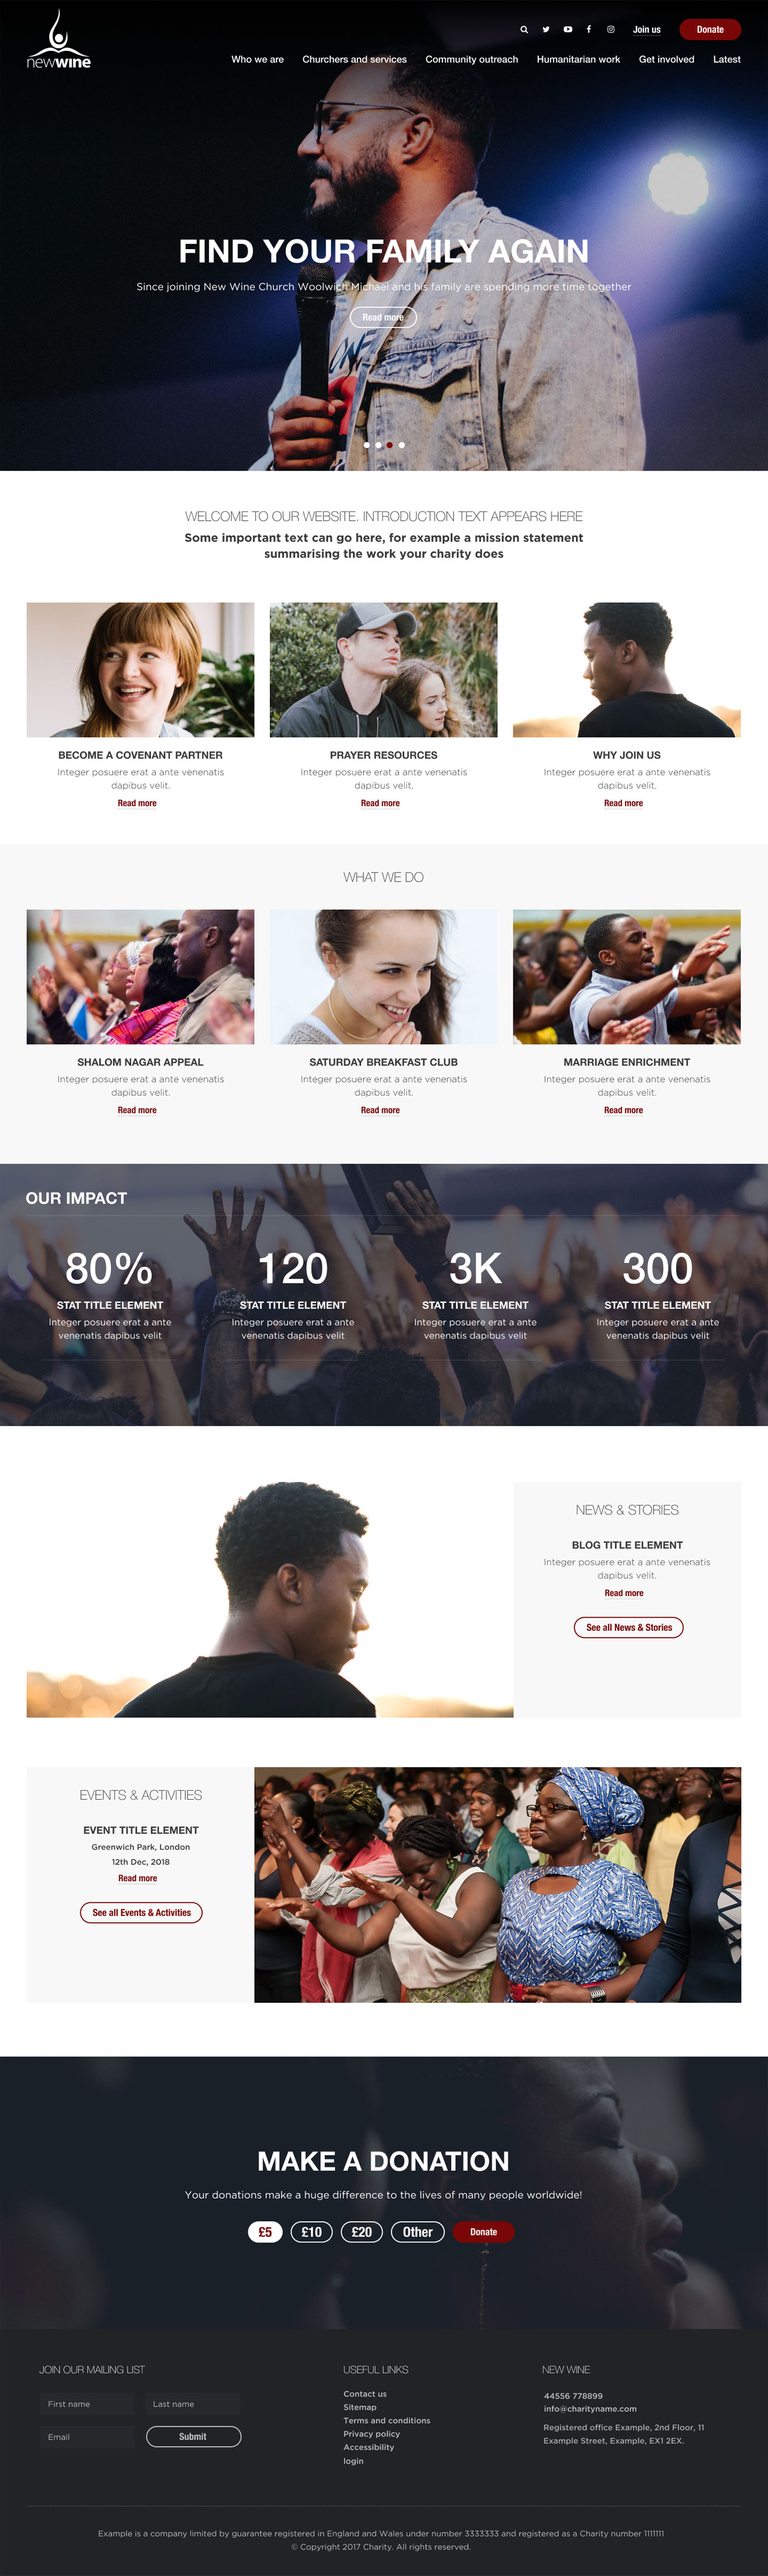 newwine
Join us
Donate
Who we are
Churchers and services
Community outreach
Humanitarian work
Get involved
Latest
FIND YOUR FAMILY AGAIN
Since joining New Wine Church Woolwich Michael and his family are spending more time together
Read more
WELCOME TO OUR WEBSITE. INTRODUCTION TEXT APPEARS HERE
Some important text can go here, for example a mission statement
summarising the work your charity does
BECOME A COVENANT PARTNER
Integer posuere erat a ante venenatis
dapibus velit.
Read more
PRAYER RESOURCES
Integer posuere erat a ante venenatis
dapibus velit.
Read more
WHY JOIN US
Integer posuere erat a ante venenatis
dapibus velit.
Read more
WHAT WE DO
SHALOM NAGAR APPEAL
Integer posuere erat a ante venenatis
dapibus velit.
Read more
SATURDAY BREAKFAST CLUB
Integer posuere erat a ante venenatis
dapibus velit.
Read more
MARRIAGE ENRICHMENT
Integer posuere erat a ante venenatis
dapibus velit.
Read more
OUR IMPACT
80%
STAT TITLE ELEMENT
Integer posuere erat a ante
venenatis dapibus velit
120
STAT TITLE ELEMENT
Integer posuere erat a ante
venenatis dapibus velit
3K
STAT TITLE ELEMENT
Integer posuere erat a ante
venenatis dapibus velit
300
STAT TITLE ELEMENT
Integer posuere erat a ante
venenatis dapibus velit
NEWS & STORIES
BLOG TITLE ELEMENT
Integer posuere erat a ante venenatis
dapibus velit.
Read more
See all News & Stories
EVENTS & ACTIVITIES
EVENT TITLE ELEMENT
Greenwich Park, London
12th Dec, 2018
Read more
See all Events & Activities
MAKE A DONATION
Your donations make a huge difference to the lives of many people worldwide!
£5
£10
£20
Other
Donate
JOIN OUR MAILING LIST
First name
Last name
Email
Submit
USEFUL LINKS
Contact us
Sitemap
Terms and conditions
Privacy policy
Accessibility
login
NEW WINE
44556 778899
info@charityname.com
Registered office Example, 2nd Floor, 11
Example Street, Example, EX1 2EX.
Example is a company limited by guarantee registered in England and Wales under number 3333333 and registered as a Charity number 1111111
© Copyright 2017 Charity. All rights reserved.